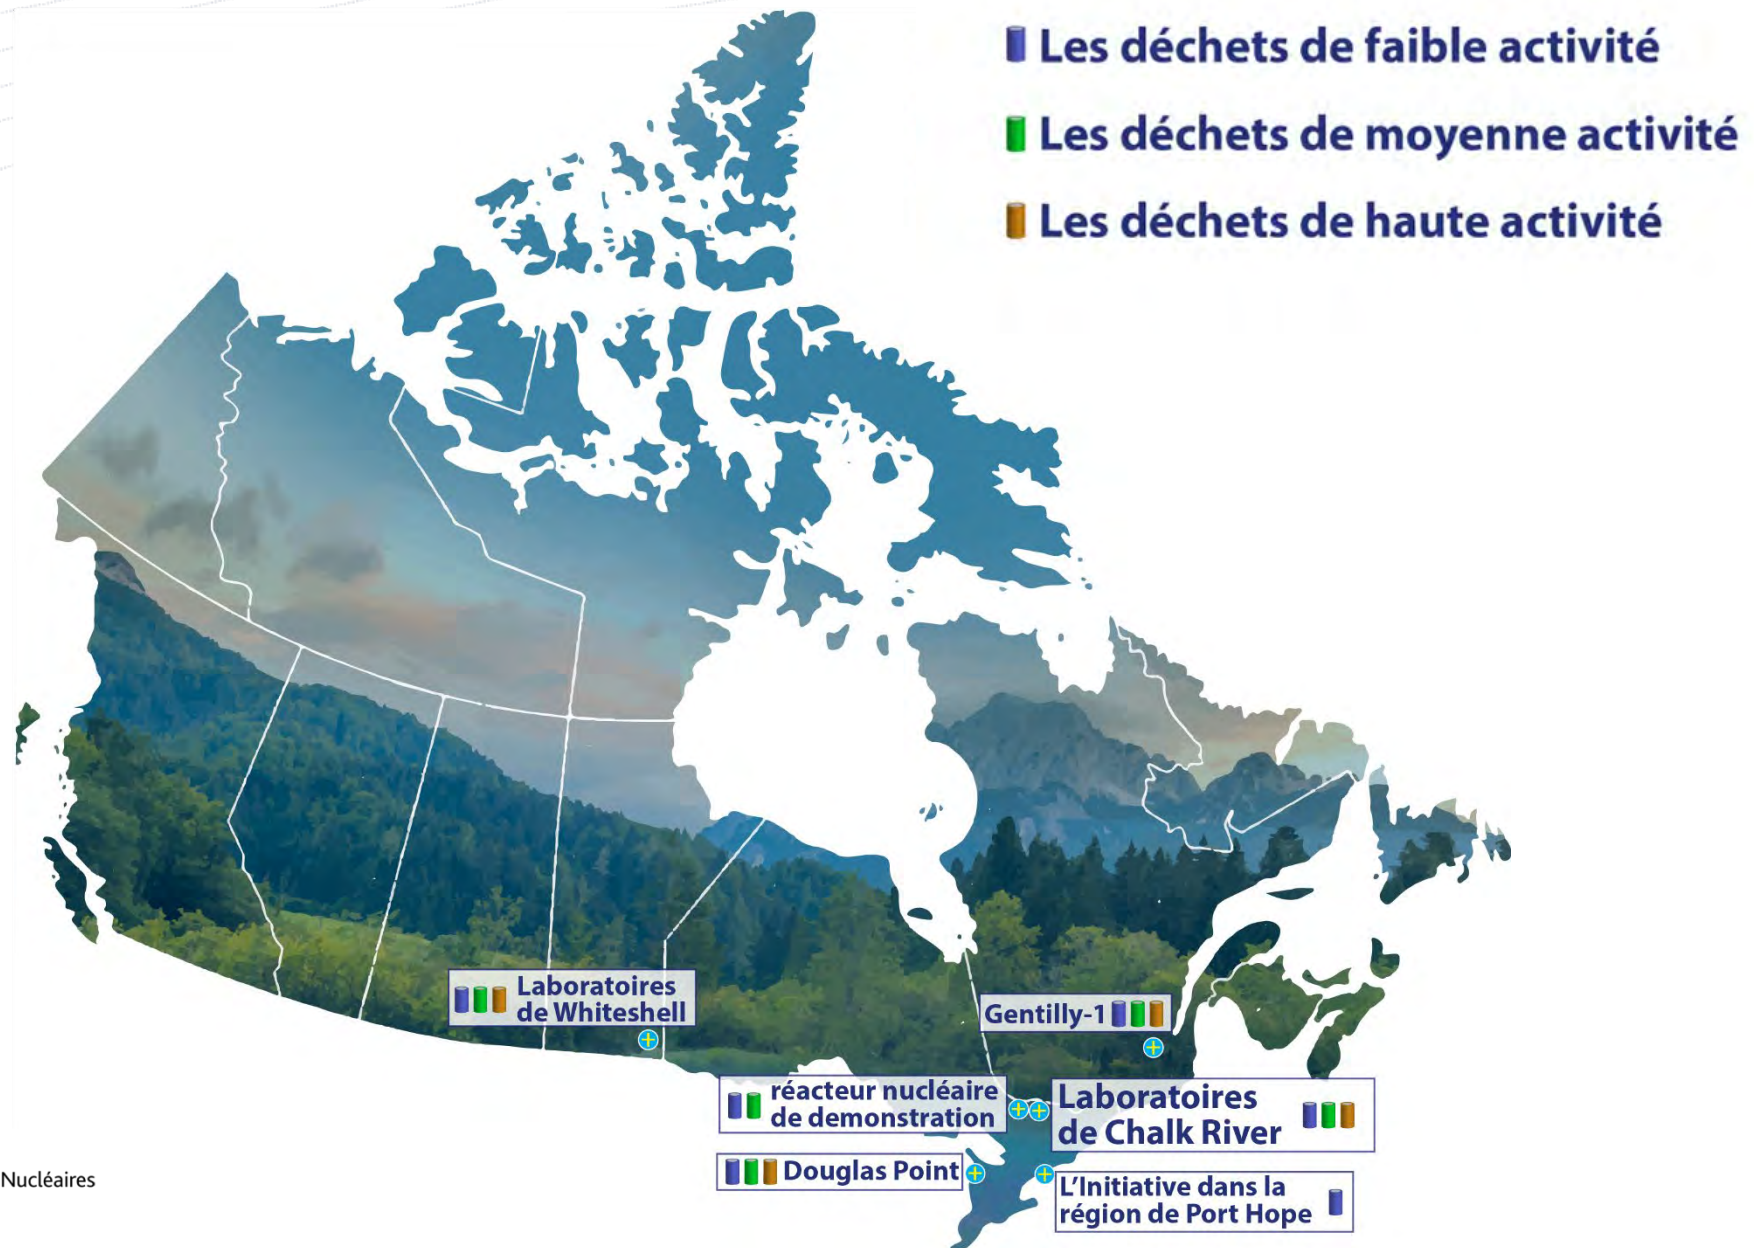 Les déchets de faible activité
Les déchets de moyenne activité
Les déchets de haute activité
Laboratoires
de Whiteshell
Gentilly-1
réacteur nucléaire
de demonstration
Laboratoires
de Chalk River
Douglas Point
L'Initiative dans la
région de Port Hope
Nucléaires